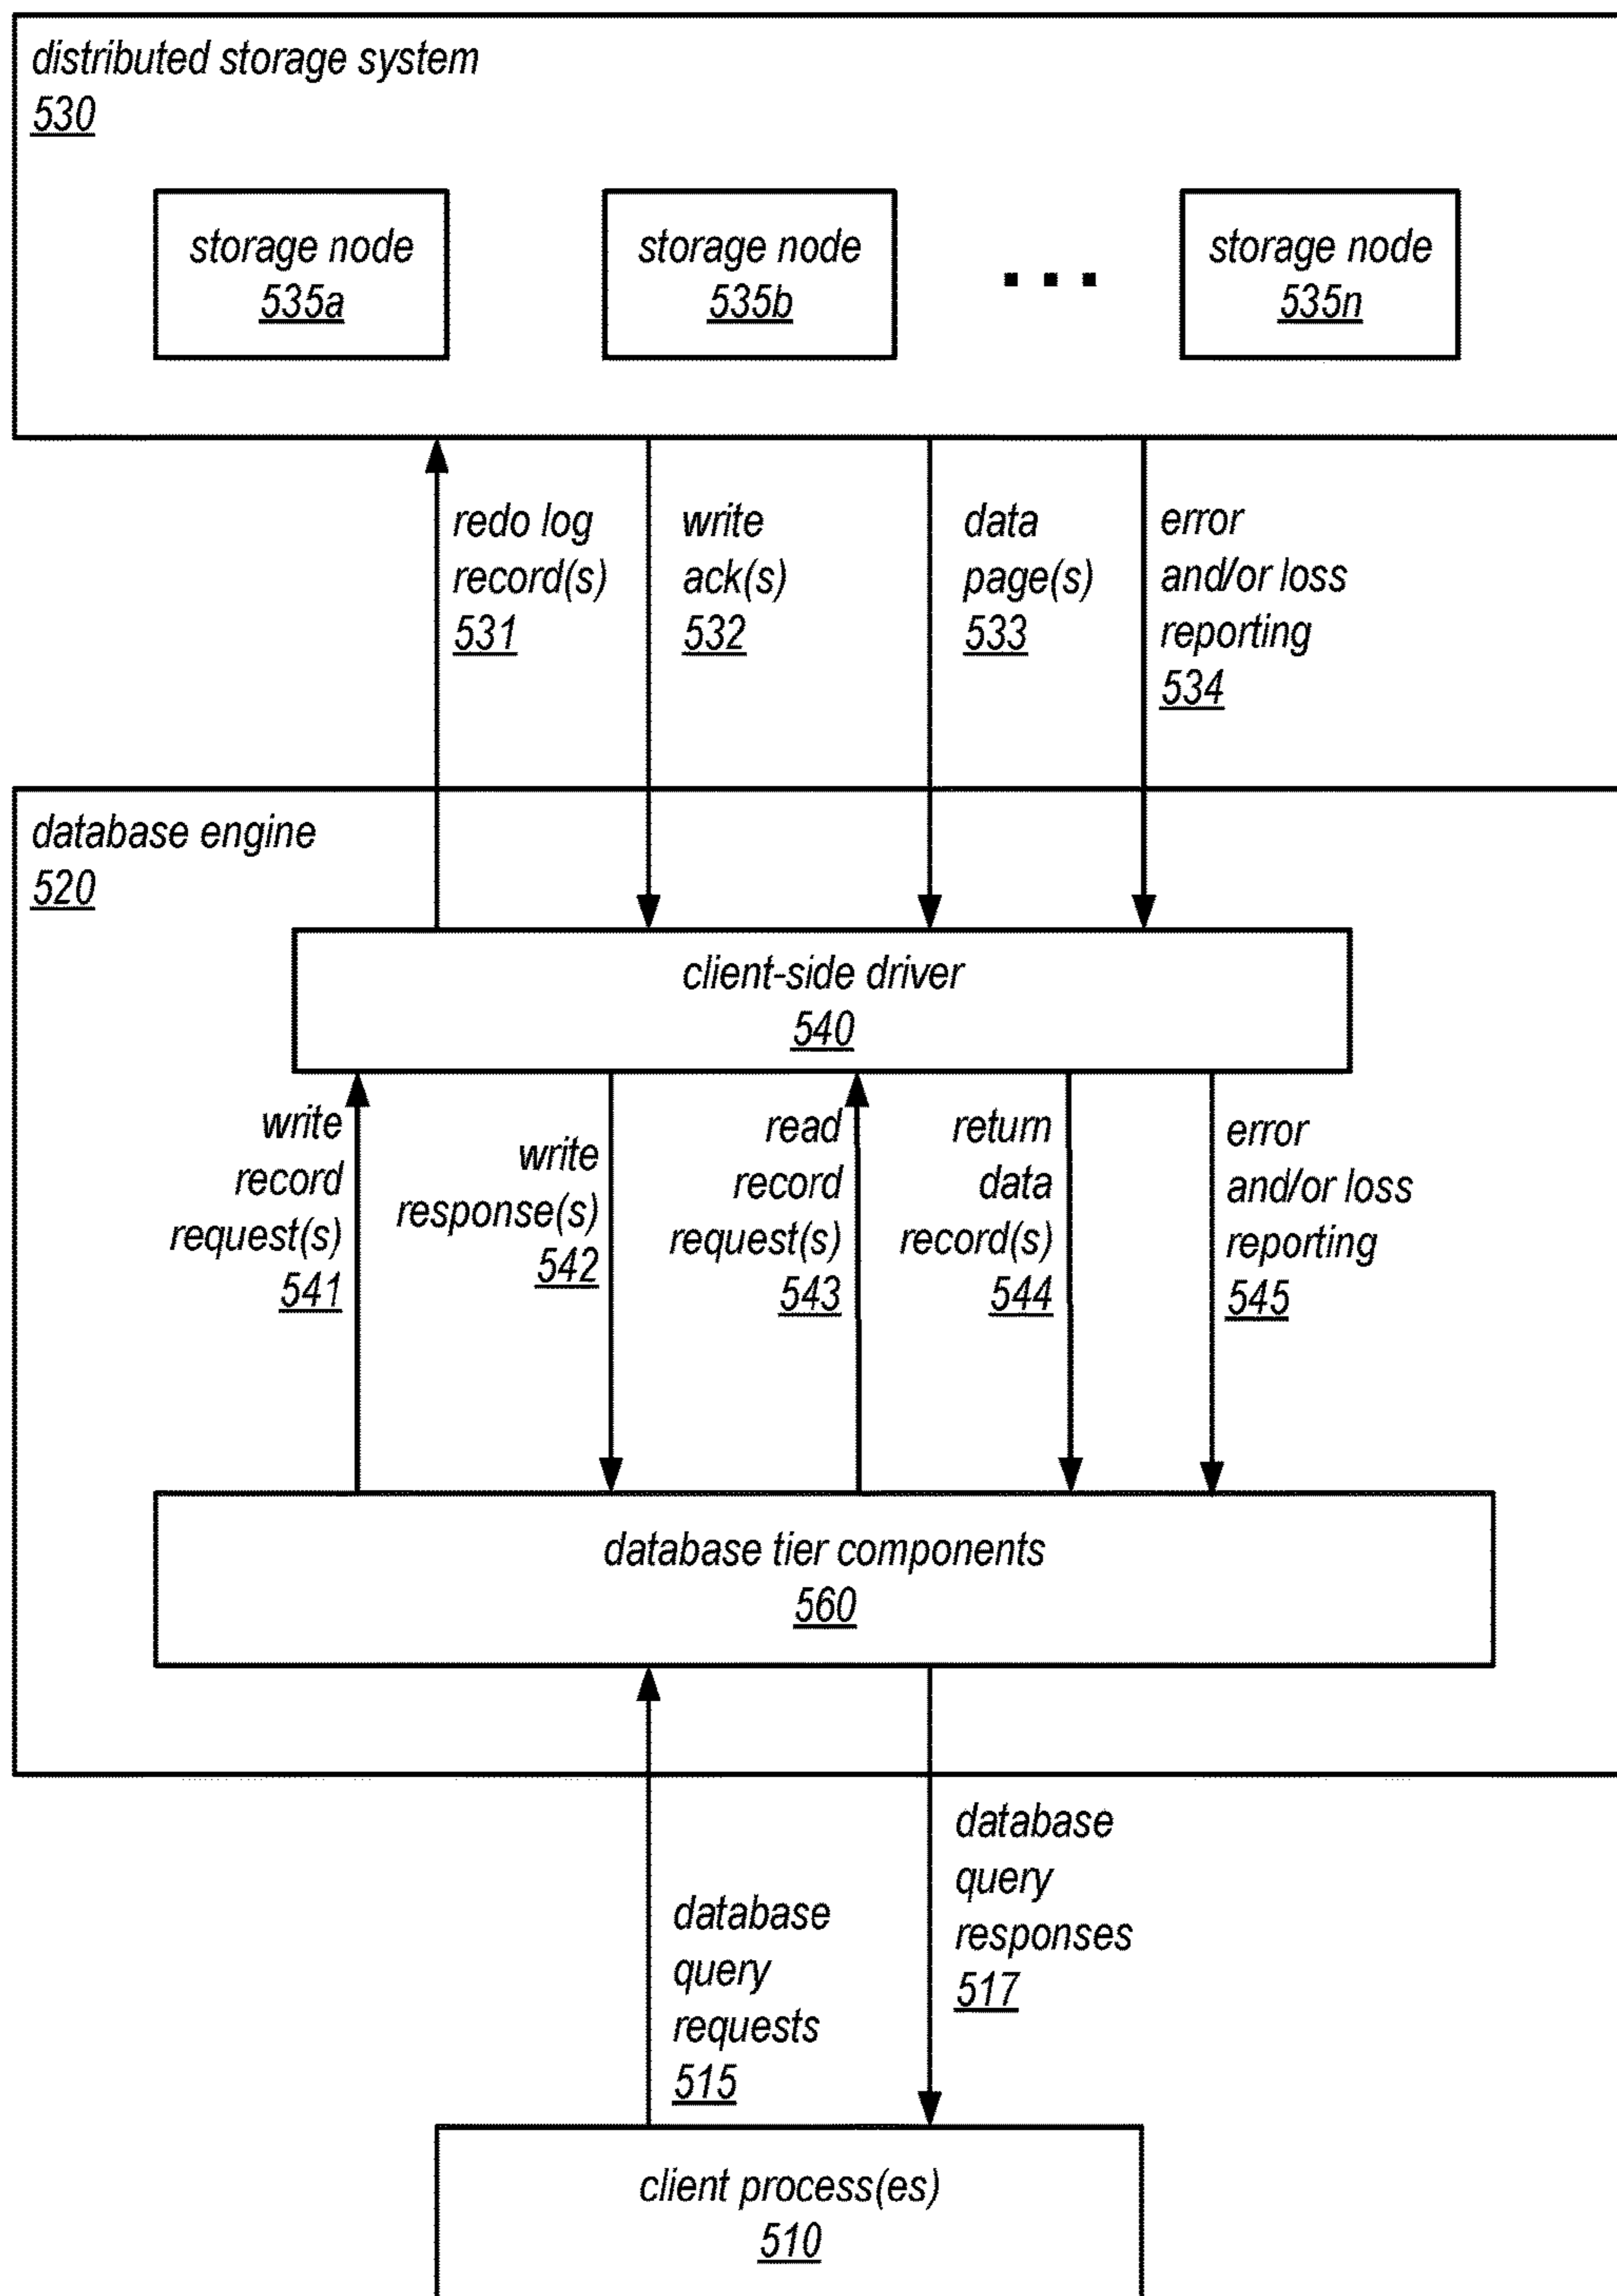 distributed storage system
530
storage node
535a
storage node
535b
storage node
535n
redo log
record(s)
531
write
ack(s)
532
data
page(s)
533
error
and/or loss
reporting
534
database engine
520
client-side driver
540
write
record
request(s)
541
write
response(s)
542
read
record
request(s)
543
return
data
record(s)
544
error
and/or loss
reporting
545
database tier components
560
database
query
requests
515
database
query
responses
517
client process(es)
510